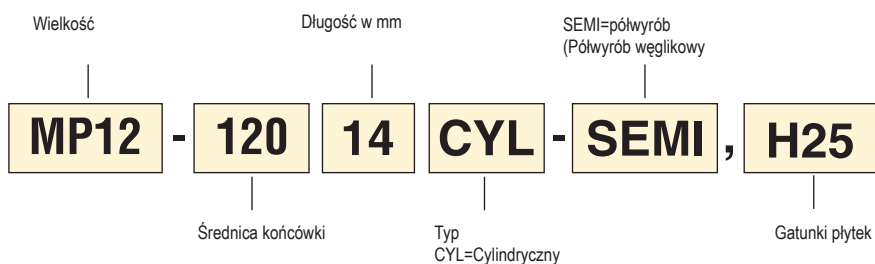 Wielkość
Długość w mm
SEMI=półwyrób
(Półwyrób węglikowy
MP12 - 120 14 CYL - SEMI , H25
Średnica końcówki
Typ
CYL=Cylindryczny
Gatunki płytek